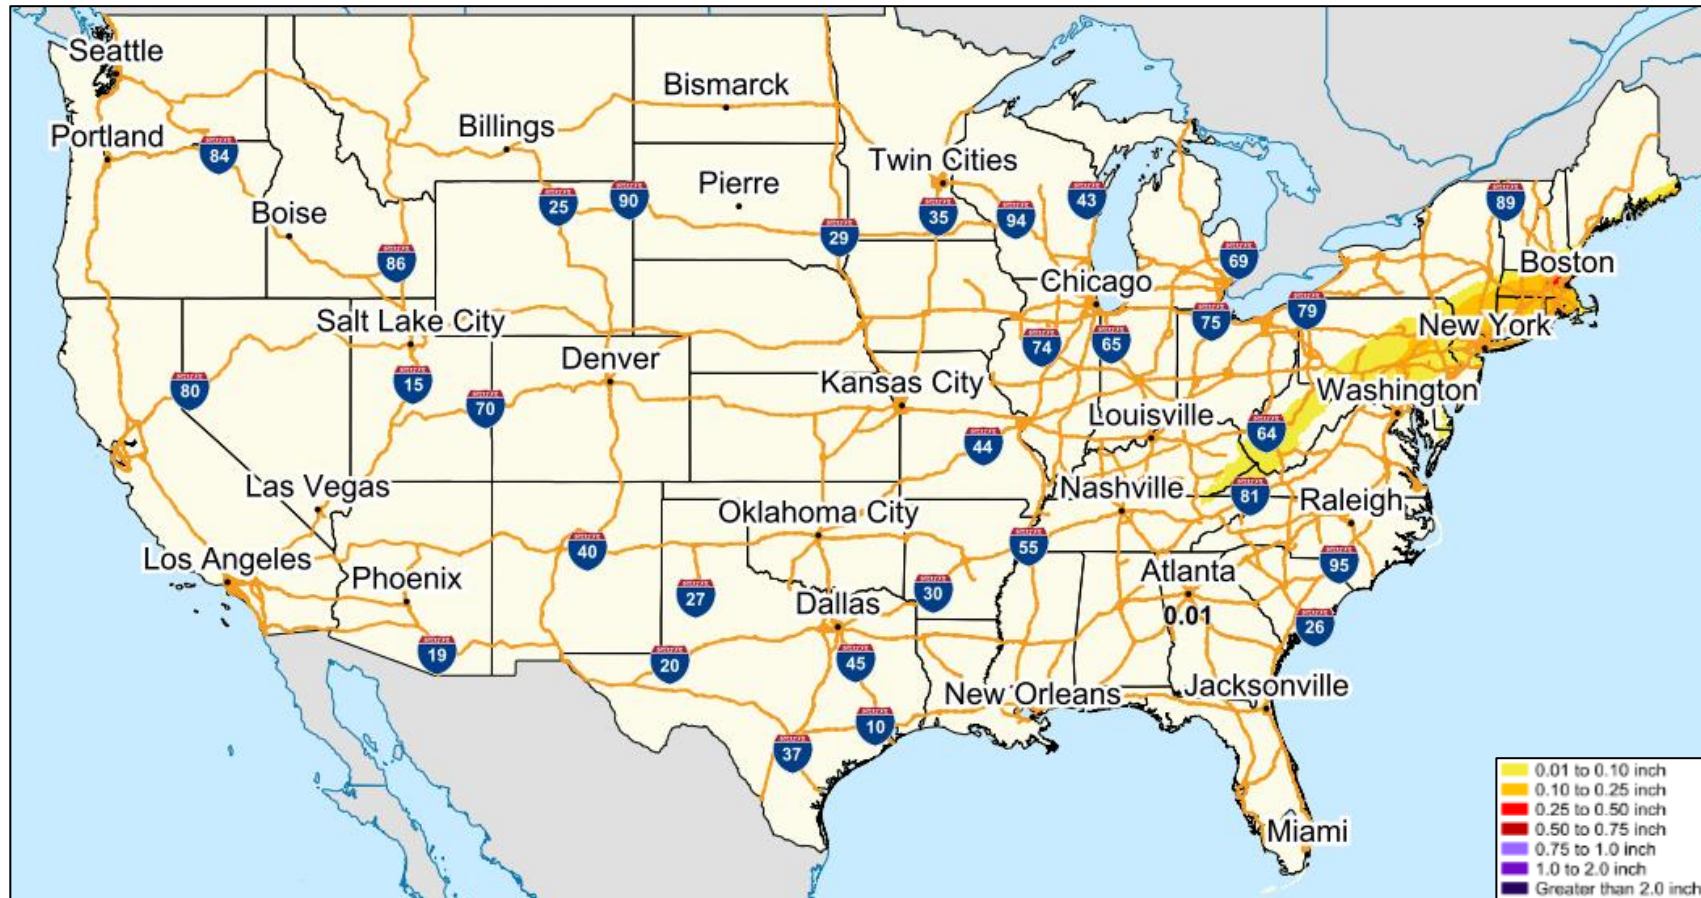 Seattle
Bismarck
Billings
Portland
84
Twin Cities
Pierre
25
90
43
89
Boise
35
94
29
69
86
Boston
Chicago
79
75
Salt Lake City
New York
74
65
Denver
15
80
Kansas City
Washington
70
Louisville
64
44
Las Vegas
Nashville
81
Raleigh
Oklahoma City
40
55
Los Angeles
95
Phoenix
Atlanta
27
30
Dallas
0.01
26
19
20
45
New Orleans
Jacksonville
10
37
Miami
0.01 to 0.10 inch
0.10 to 0.25 inch
0.25 to 0.50 inch
0.50 to 0.75 inch
0.75 to 1.0 inch
1.0 to 2.0 inch
Greater than 2.0 inch